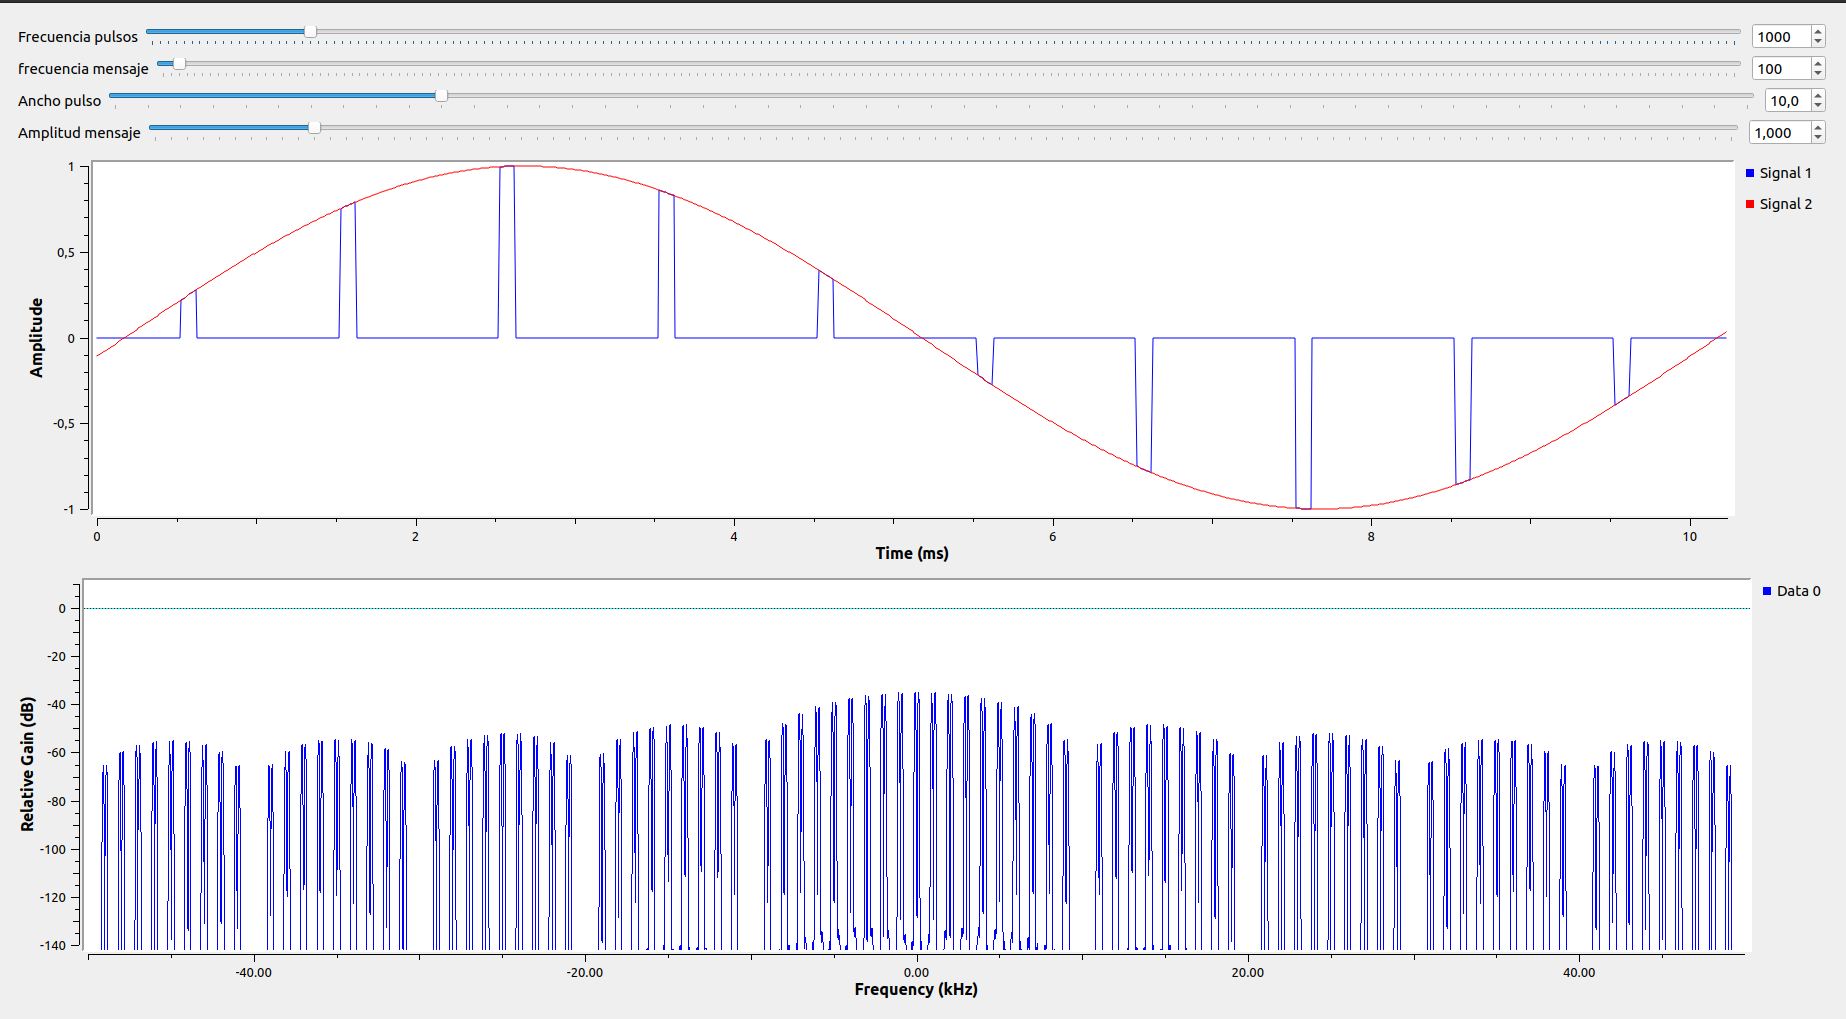 Frecuencia pulsos 1000
frecuencia mensaje 100
Ancho pulso 10,0
Amplitud mensaje 1,000
Signal 1
Signal 2
Amplitude
1
0,5
0
-0,5
-1
0 2 4 6 8 10
Time (ms)
Data 0
Relative Gain (dB)
0
-20
-40
-60
-80
-100
-120
-140
-40.00 -20.00 0.00 20.00 40.00
Frequency (kHz)